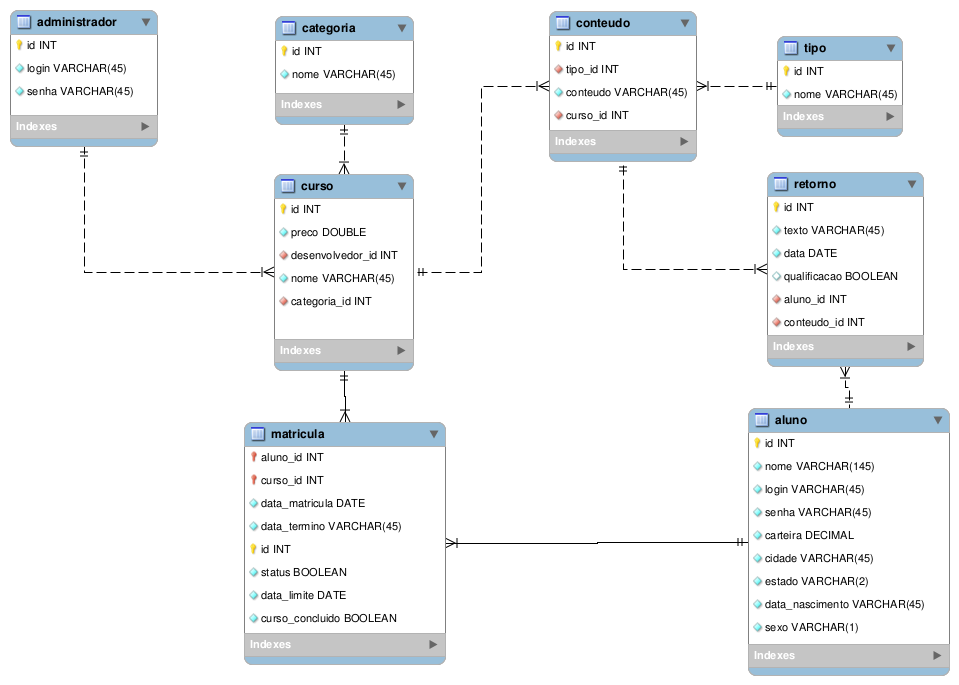 administrador
id INT
login VARCHAR(45)
senha VARCHAR(45)
Indexes
categoria
id INT
nome VARCHAR(45)
Indexes
conteudo
id INT
tipo_id INT
conteudo VARCHAR(45)
curso_id INT
Indexes
tipo
id INT
nome VARCHAR(45)
Indexes
curso
id INT
preco DOUBLE
desenvolvedor_id INT
nome VARCHAR(45)
categoria_id INT
Indexes
retorno
id INT
texto VARCHAR(45)
data DATE
qualificacao BOOLEAN
aluno_id INT
conteudo_id INT
Indexes
matricula
aluno_id INT
curso_id INT
data_matricula DATE
data_termino VARCHAR(45)
id INT
status BOOLEAN
data_limite DATE
curso_concluido BOOLEAN
Indexes
aluno
id INT
nome VARCHAR(145)
login VARCHAR(45)
senha VARCHAR(45)
carteira DECIMAL
cidade VARCHAR(45)
estado VARCHAR(2)
data_nascimento VARCHAR(45)
sexo VARCHAR(1)
Indexes